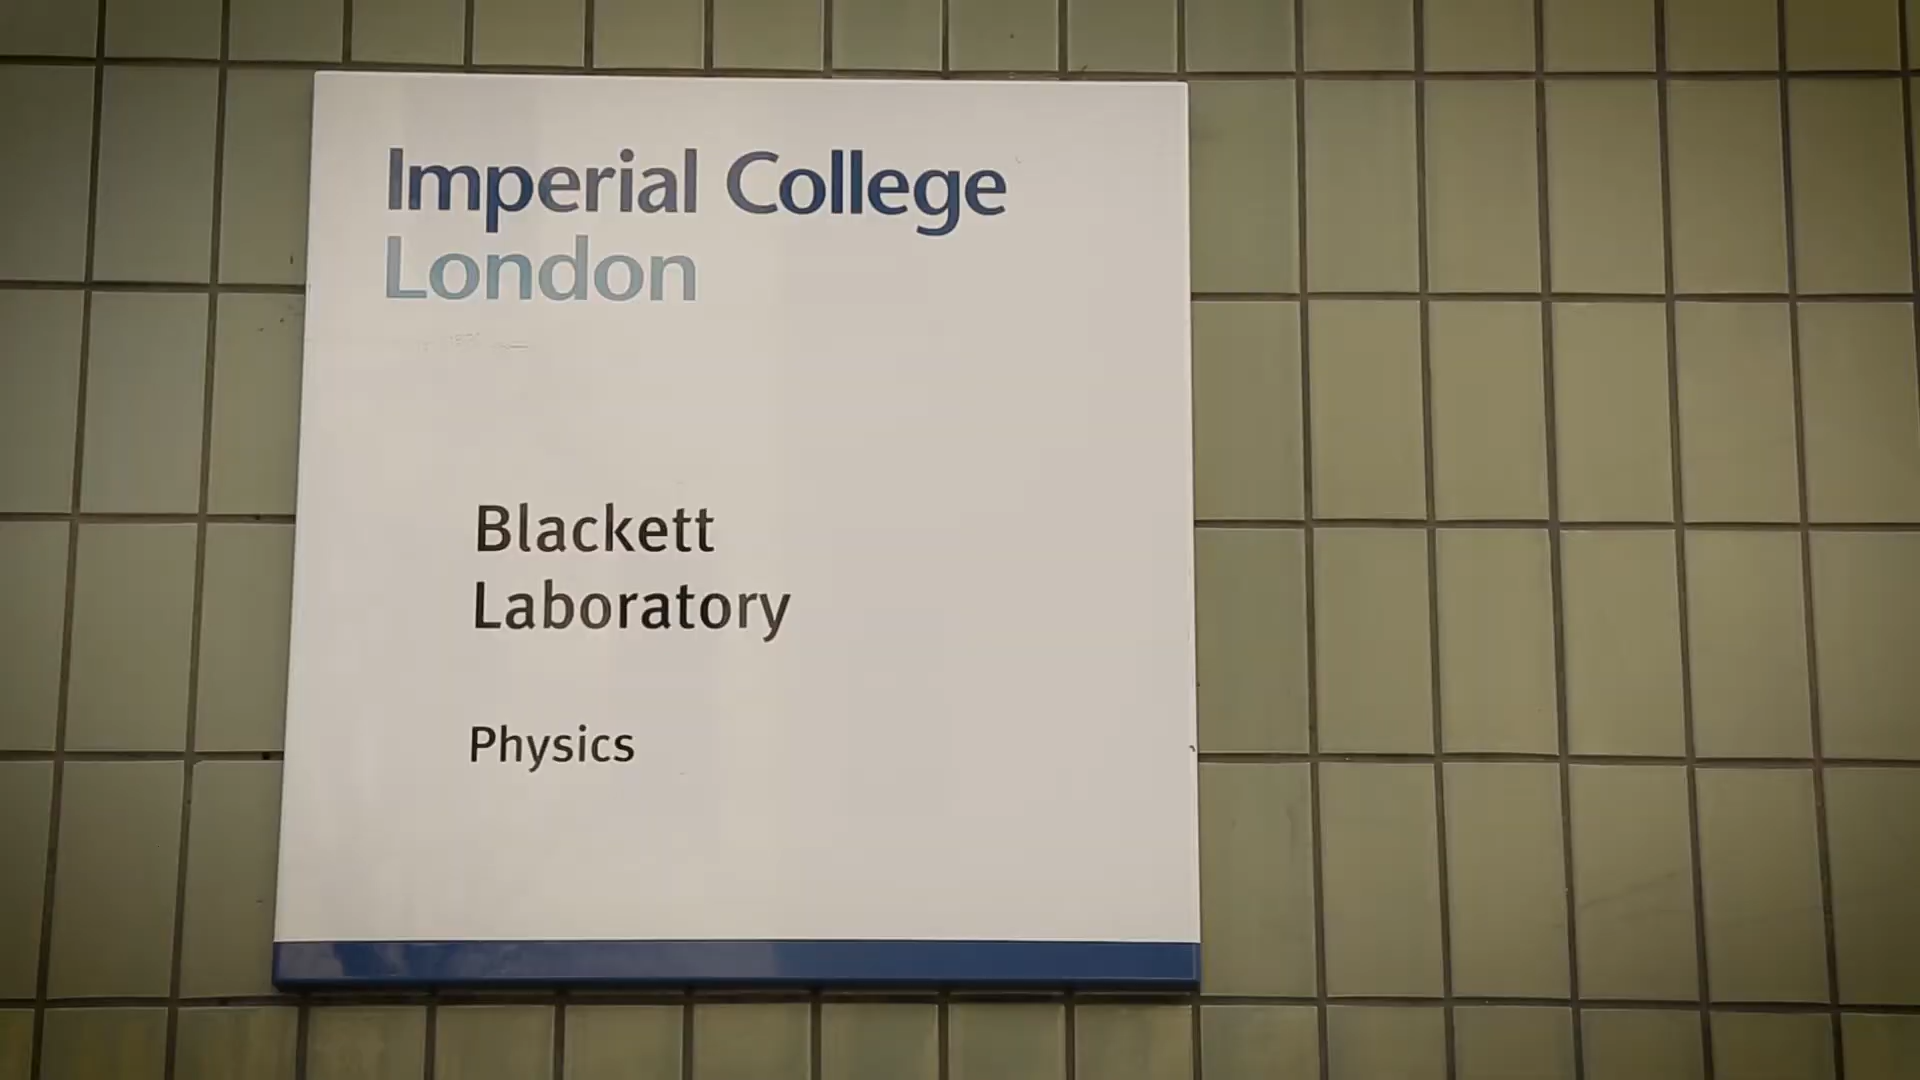 Imperial College
London
Blackett
Laboratory
Physics